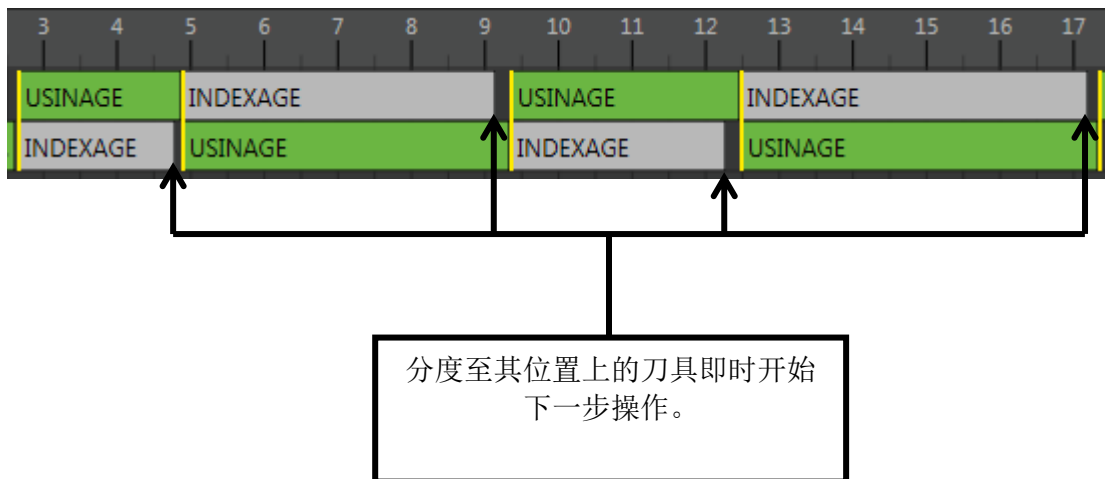 3 4 5 6 7 8 9 10 11 12 13 14 15 16 17
USINAGE INDEXAGE USINAGE INDEXAGE
INDEXAGE USINAGE INDEXAGE USINAGE
分度至其位置上的刀具即时开始
下一步操作。